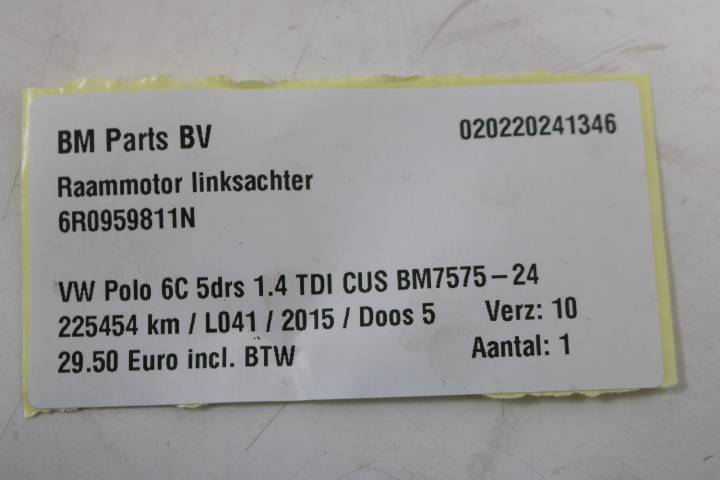 BM Parts BV 020220241346
Raammotor linksachter
6R0959811N
VW Polo 6C 5drs 1.4 TDI CUS BM7575-24
225454 km / L041 / 2015 / Doos 5 Verz: 10
29.50 Euro incl. BTW Aantal: 1